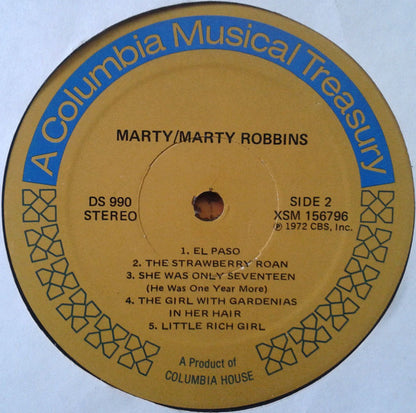 A Columbia Musical Treasury
MARTY/MARTY ROBBINS
DS 990
STEREO
SIDE 2
XSM 156796
℗ 1972 CBS, Inc.
1. EL PASO
2. THE STRAWBERRY ROAN
3. SHE WAS ONLY SEVENTEEN
(He Was One Year More)
4. THE GIRL WITH GARDENIAS
IN HER HAIR
5. LITTLE RICH GIRL
A Product of
COLUMBIA HOUSE